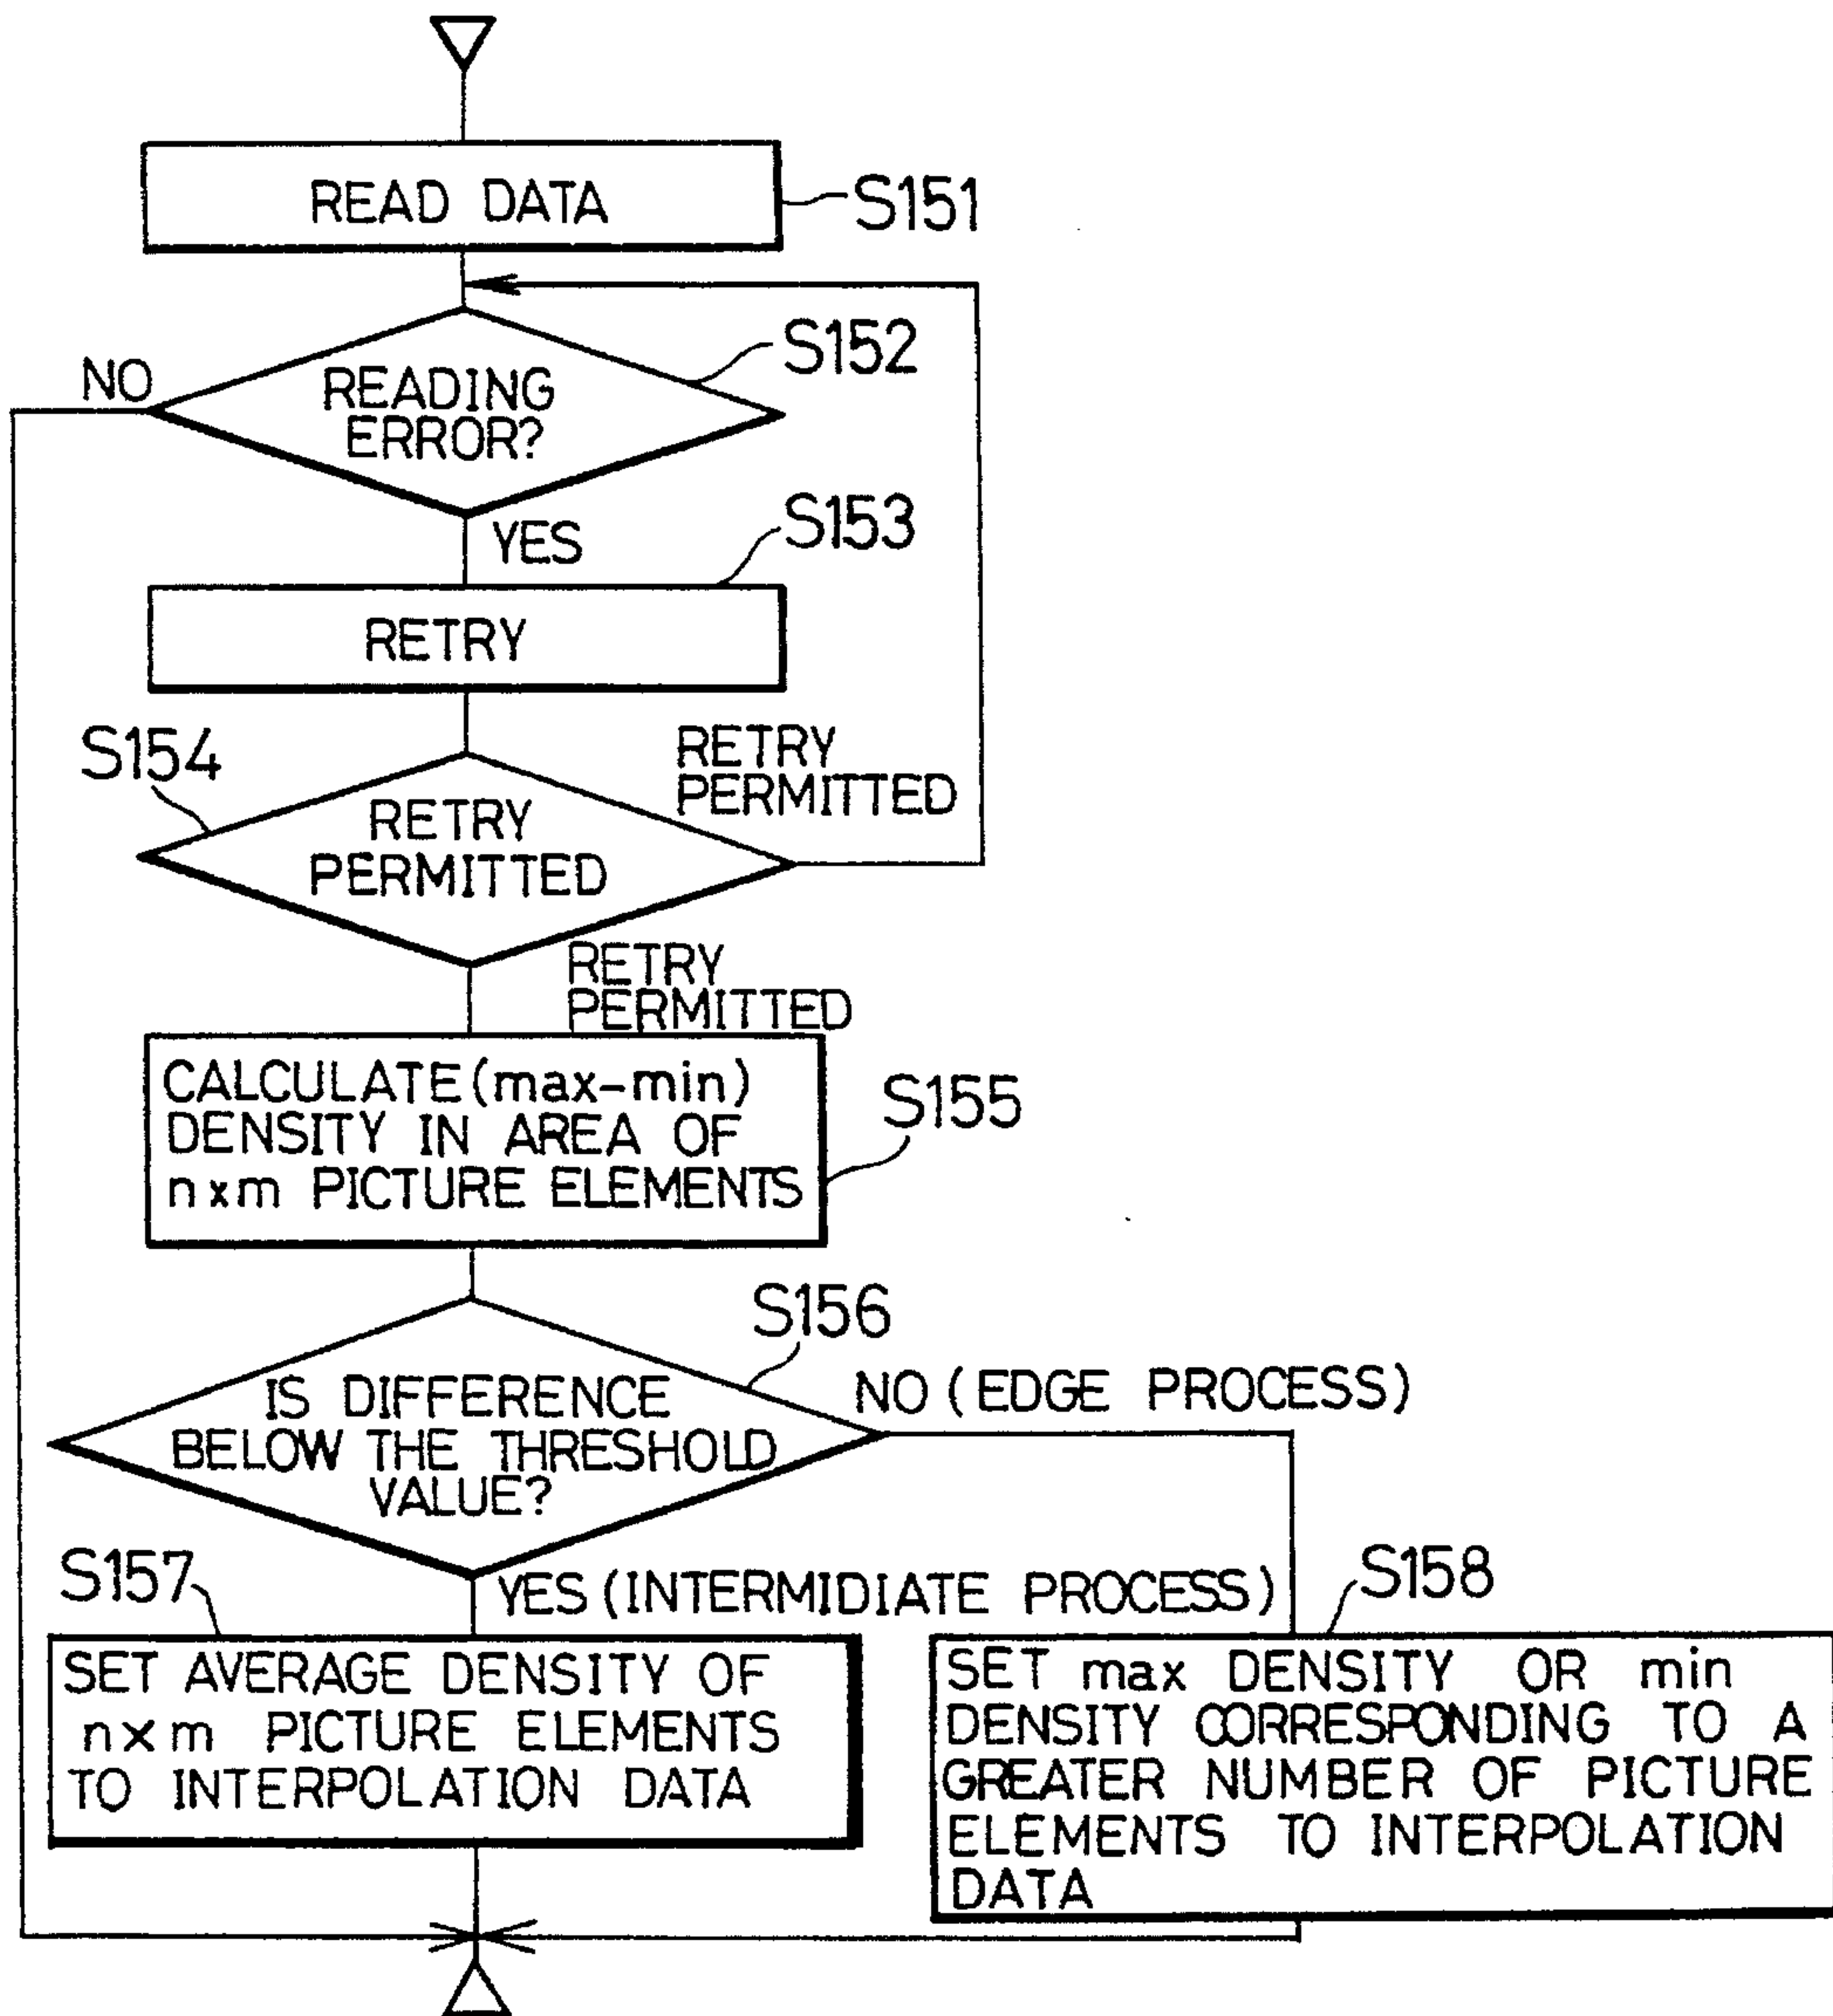 READ DATA
S151
S152
NO
READING
ERROR?
YES
S153
RETRY
S154
RETRY
PERMITTED
RETRY
PERMITTED
RETRY
PERMITTED
CALCULATE (max-min)
DENSITY IN AREA OF
n×m PICTURE ELEMENTS
S155
S156
IS DIFFERENCE
BELOW THE THRESHOLD
VALUE?
NO (EDGE PROCESS)
YES (INTERMIDIATE PROCESS)
S157
SET AVERAGE DENSITY OF
n×m PICTURE ELEMENTS
TO INTERPOLATION DATA
S158
SET max DENSITY OR min
DENSITY CORRESPONDING TO A
GREATER NUMBER OF PICTURE
ELEMENTS TO INTERPOLATION
DATA